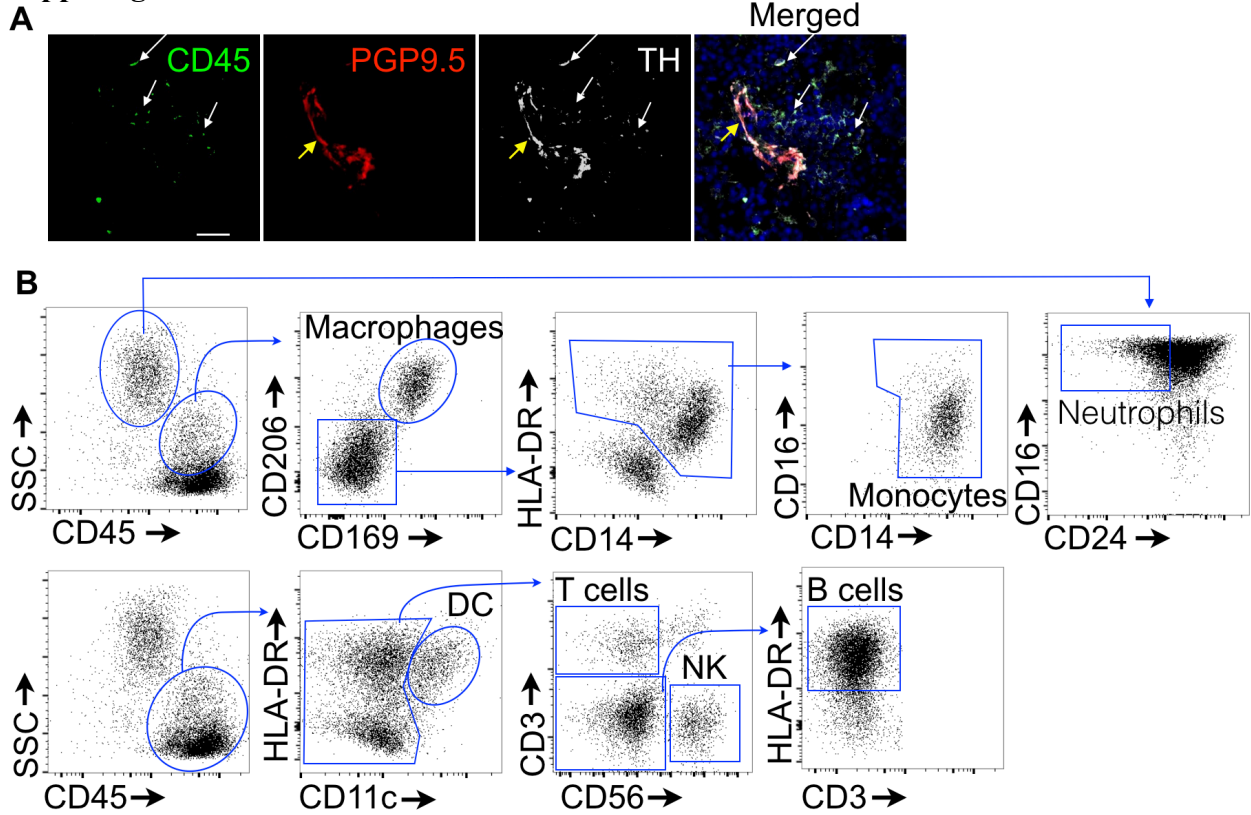 A
CD45
PGP9.5
TH
Merged
B
SSC
CD45
Macrophages
CD206
CD169
HLA-DR
CD14
CD16
Monocytes
CD14
Neutrophils
CD16
CD24
SSC
CD45
DC
HLA-DR
CD11c
T cells
NK
CD3
CD56
B cells
HLA-DR
CD3